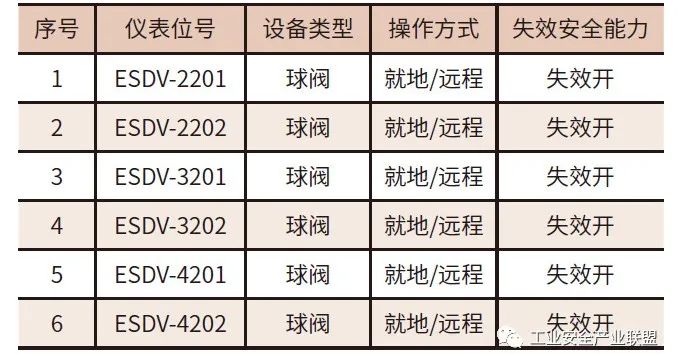 序号 仪表位号 设备类型 操作方式 失效安全能力
1 ESDV-2201 球阀 就地/远程 失效开
2 ESDV-2202 球阀 就地/远程 失效开
3 ESDV-3201 球阀 就地/远程 失效开
4 ESDV-3202 球阀 就地/远程 失效开
5 ESDV-4201 球阀 就地/远程 失效开
6 ESDV-4202 球阀 就地/远程 失效开
工业安全产业联盟